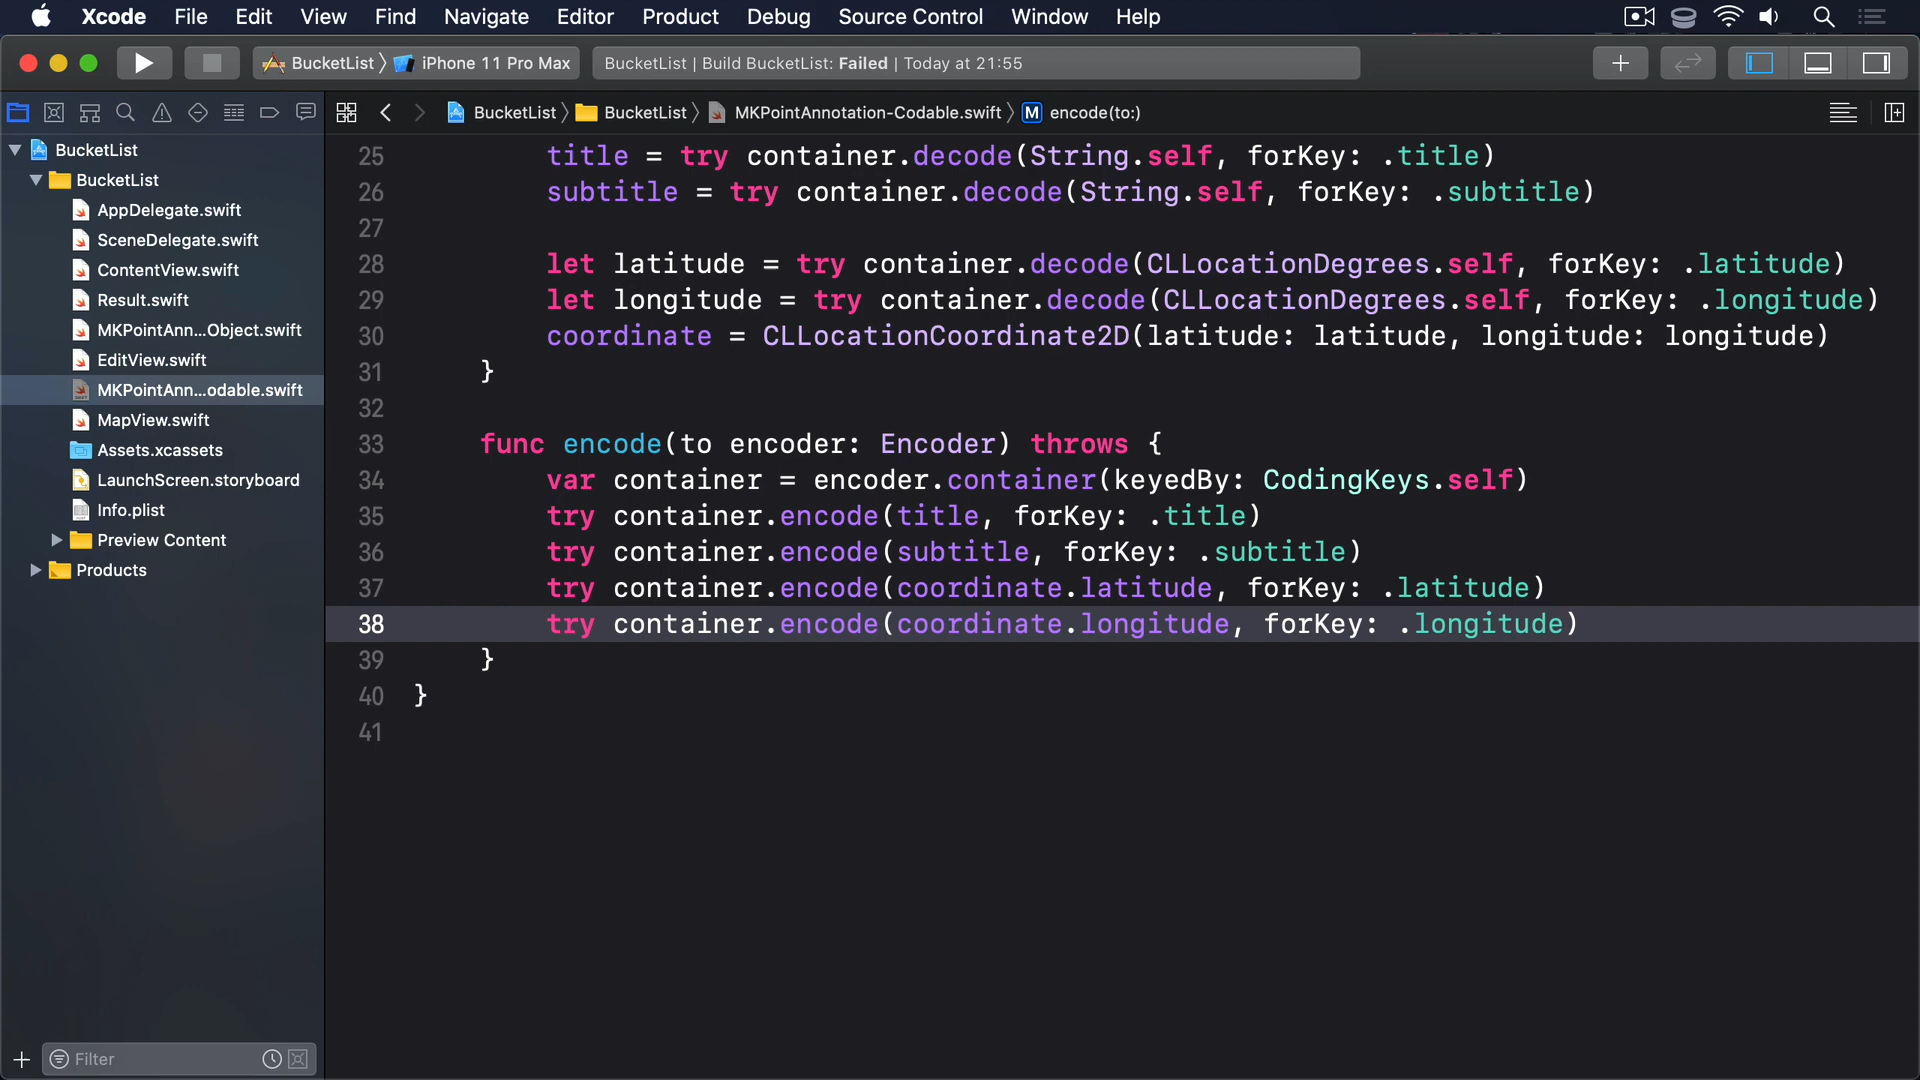 Xcode File Edit View Find Navigate Editor Product Debug Source Control Window Help
BucketList iPhone 11 Pro Max BucketList | Build BucketList: Failed | Today at 21:55
BucketList BucketList MKPointAnnotation-Codable.swift M encode(to:)
BucketList
BucketList
AppDelegate.swift
SceneDelegate.swift
ContentView.swift
Result.swift
MKPointAnn...Object.swift
EditView.swift
MKPointAnn...odable.swift
MapView.swift
Assets.xcassets
LaunchScreen.storyboard
Info.plist
Preview Content
Products
Filter
25 title = try container.decode(String.self, forKey: .title)
26 subtitle = try container.decode(String.self, forKey: .subtitle)
27
28 let latitude = try container.decode(CLLocationDegrees.self, forKey: .latitude)
29 let longitude = try container.decode(CLLocationDegrees.self, forKey: .longitude)
30 coordinate = CLLocationCoordinate2D(latitude: latitude, longitude: longitude)
31 }
32
33 func encode(to encoder: Encoder) throws {
34 var container = encoder.container(keyedBy: CodingKeys.self)
35 try container.encode(title, forKey: .title)
36 try container.encode(subtitle, forKey: .subtitle)
37 try container.encode(coordinate.latitude, forKey: .latitude)
38 try container.encode(coordinate.longitude, forKey: .longitude)
39 }
40 }
41